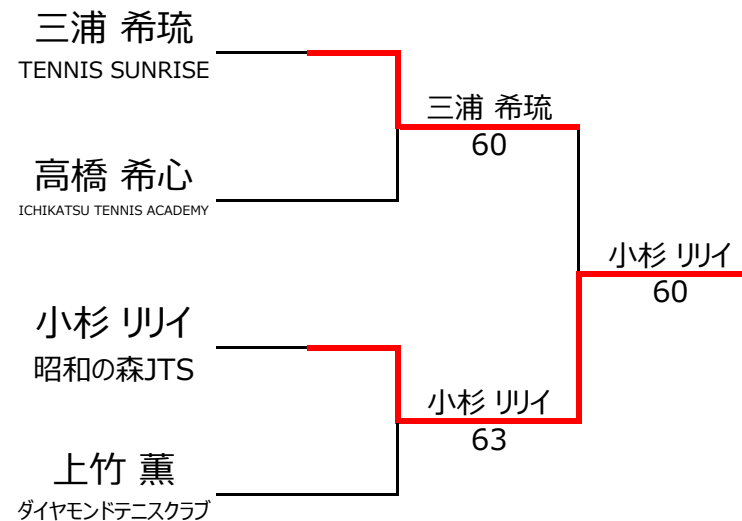 三浦 希琉
TENNIS SUNRISE
三浦 希琉
60
高橋 希心
ICHIKATSU TENNIS ACADEMY
小杉 リリイ
60
小杉 リリイ
昭和の森JTS
小杉 リリイ
63
上竹 薫
ダイヤモンドテニスクラブ